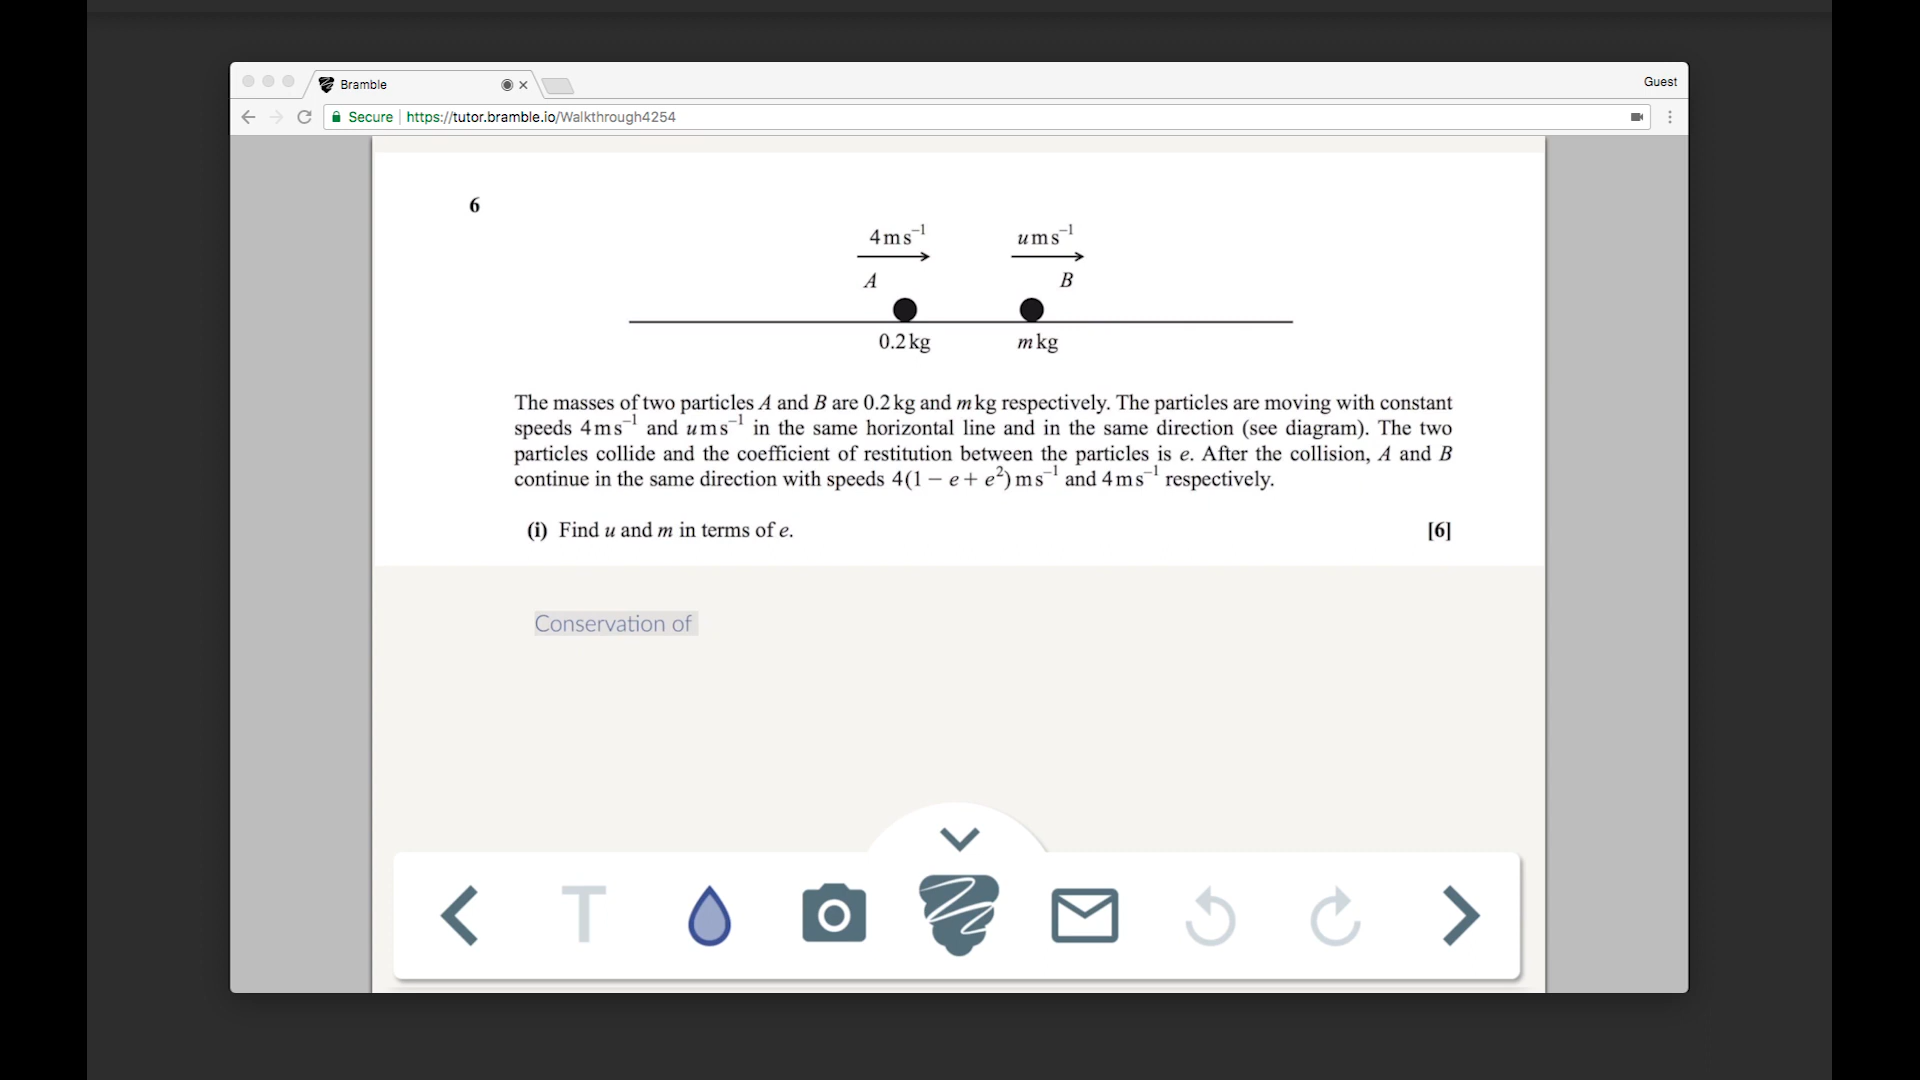 Bramble
Guest
Secure https://tutor.bramble.io/Walkthrough4254
6
4 m s⁻¹ u m s⁻¹
A B
0.2 kg m kg
The masses of two particles A and B are 0.2 kg and m kg respectively. The particles are moving with constant
speeds 4 m s⁻¹ and u m s⁻¹ in the same horizontal line and in the same direction (see diagram). The two
particles collide and the coefficient of restitution between the particles is e. After the collision, A and B
continue in the same direction with speeds 4(1 − e + e²) m s⁻¹ and 4 m s⁻¹ respectively.
(i) Find u and m in terms of e. [6]
Conservation of
T